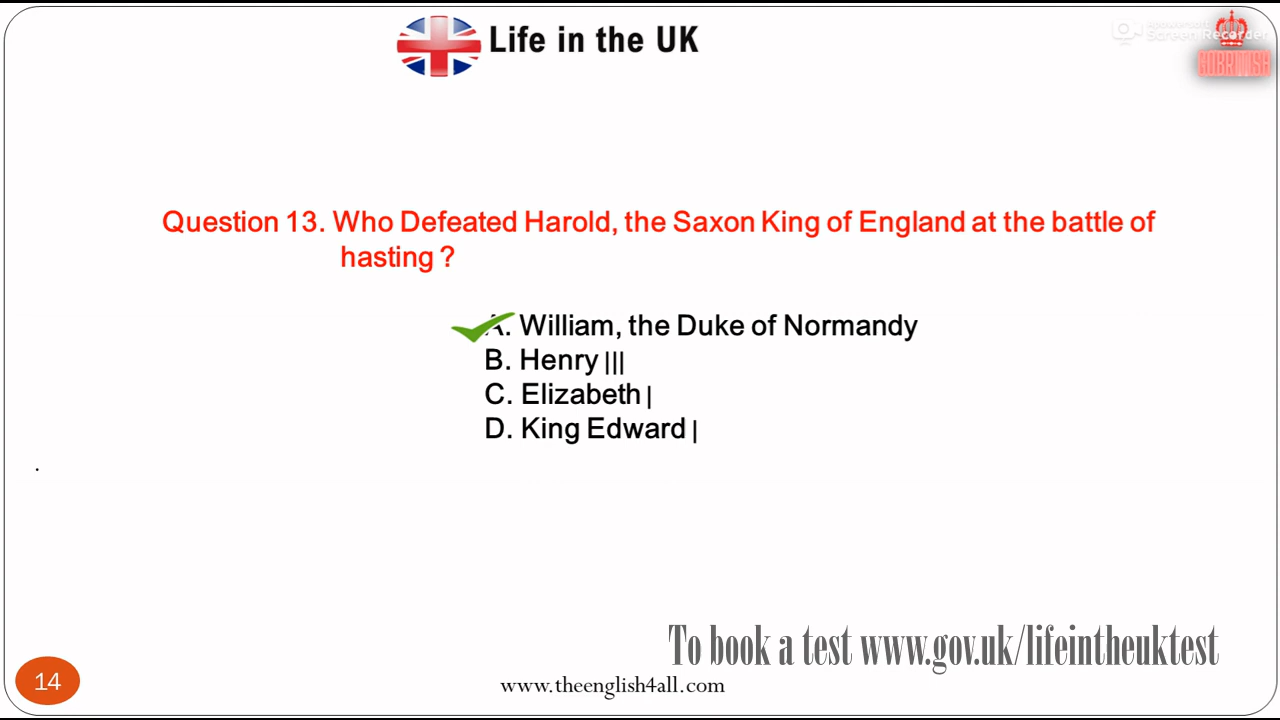 Life in the UK
Screen Recorder
Question 13. Who Defeated Harold, the Saxon King of England at the battle of
hasting ?
A. William, the Duke of Normandy
B. Henry |||
C. Elizabeth |
D. King Edward |
.
To book a test www.gov.uk/lifeintheuktest
14
www.theenglish4all.com